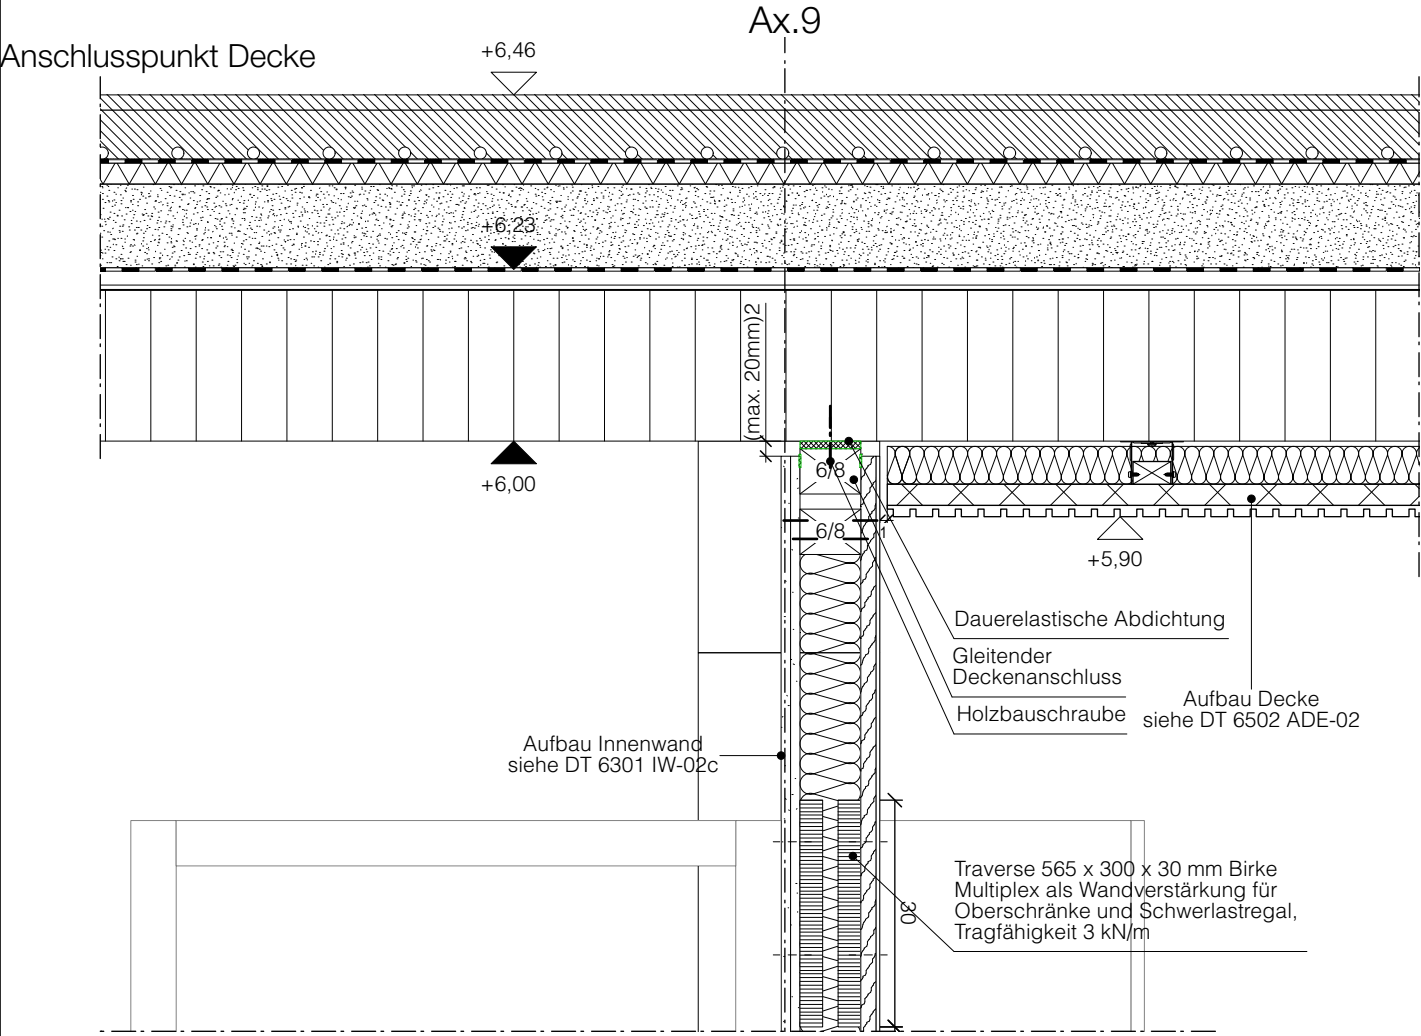 Ax.9
Anschlusspunkt Decke
+6,46
+6,23
(max. 20mm)2
+6,00
6/8
6/8
1
+5,90
Dauerelastische Abdichtung
Gleitender
Deckenanschluss
Holzbauschraube
Aufbau Decke
siehe DT 6502 ADE-02
Aufbau Innenwand
siehe DT 6301 IW-02c
30
Traverse 565 x 300 x 30 mm Birke
Multiplex als Wandverstärkung für
Oberschränke und Schwerlastregal,
Tragfähigkeit 3 kN/m